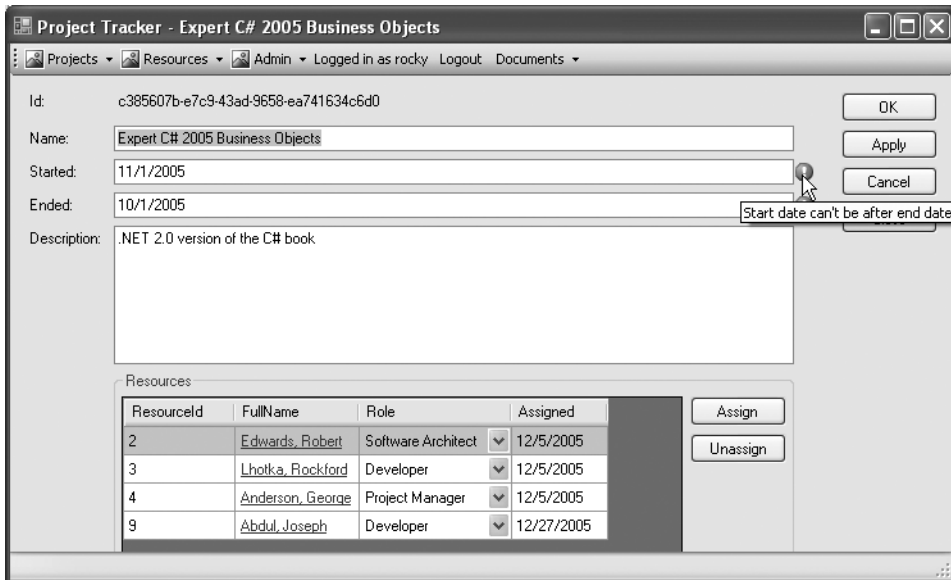 Project Tracker - Expert C# 2005 Business Objects
Projects Resources Admin Logged in as rocky Logout Documents
Id: c385607b-e7c9-43ad-9658-ea741634c6d0
OK
Name: Expert C# 2005 Business Objects
Apply
Started: 11/1/2005
Cancel
Ended: 10/1/2005
Start date can't be after end date
Description: .NET 2.0 version of the C# book
Resources
ResourceId FullName Role Assigned
Assign
2 Edwards, Robert Software Architect 12/5/2005
Unassign
3 Lhotka, Rockford Developer 12/5/2005
4 Anderson, George Project Manager 12/5/2005
9 Abdul, Joseph Developer 12/27/2005